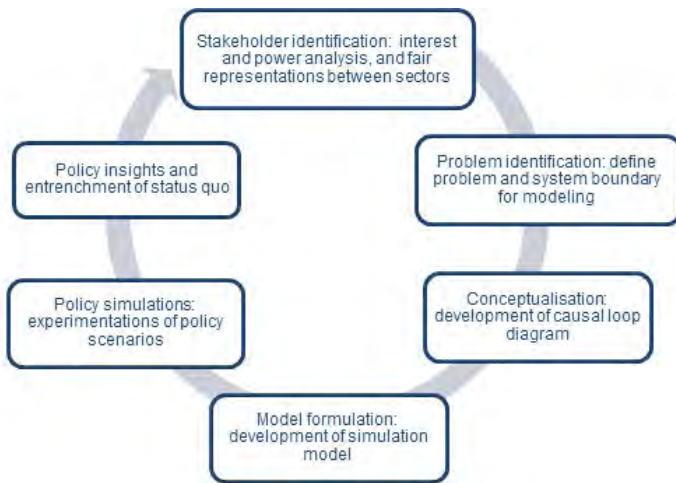 Stakeholder identification: interest
and power analysis, and fair
representations between sectors
Problem identification: define
problem and system boundary
for modeling
Conceptualisation:
development of causal loop
diagram
Model formulation:
development of simulation
model
Policy simulations:
experimentations of policy
scenarios
Policy insights and
entrenchment of status quo